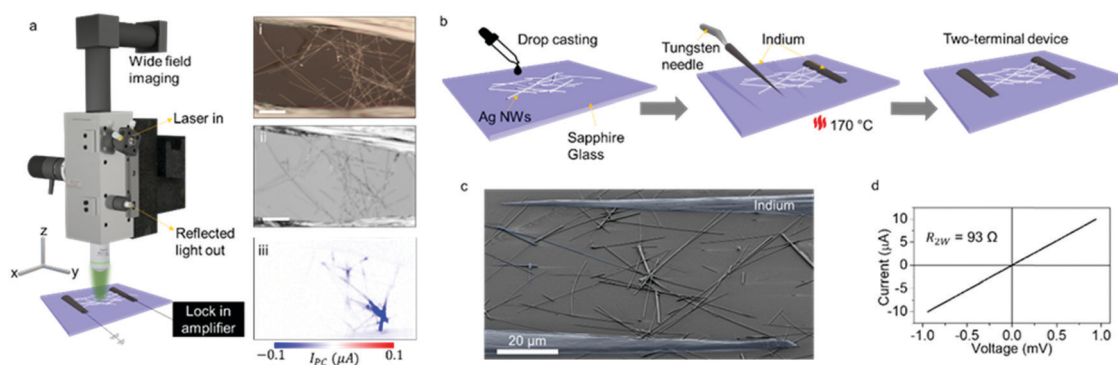 a
Wide field
imaging
Laser in
Reflected
light out
z
x
y
Lock in
amplifier
i
ii
iii
−0.1
I_PC (μA)
0.1
b
Drop casting
Ag NWs
Sapphire
Glass
Tungsten
needle
Indium
170 °C
Two-terminal device
c
Indium
20 μm
d
R_2W = 93 Ω
Current (μA)
10
5
0
-5
-10
-1.0
-0.5
0.0
0.5
1.0
Voltage (mV)